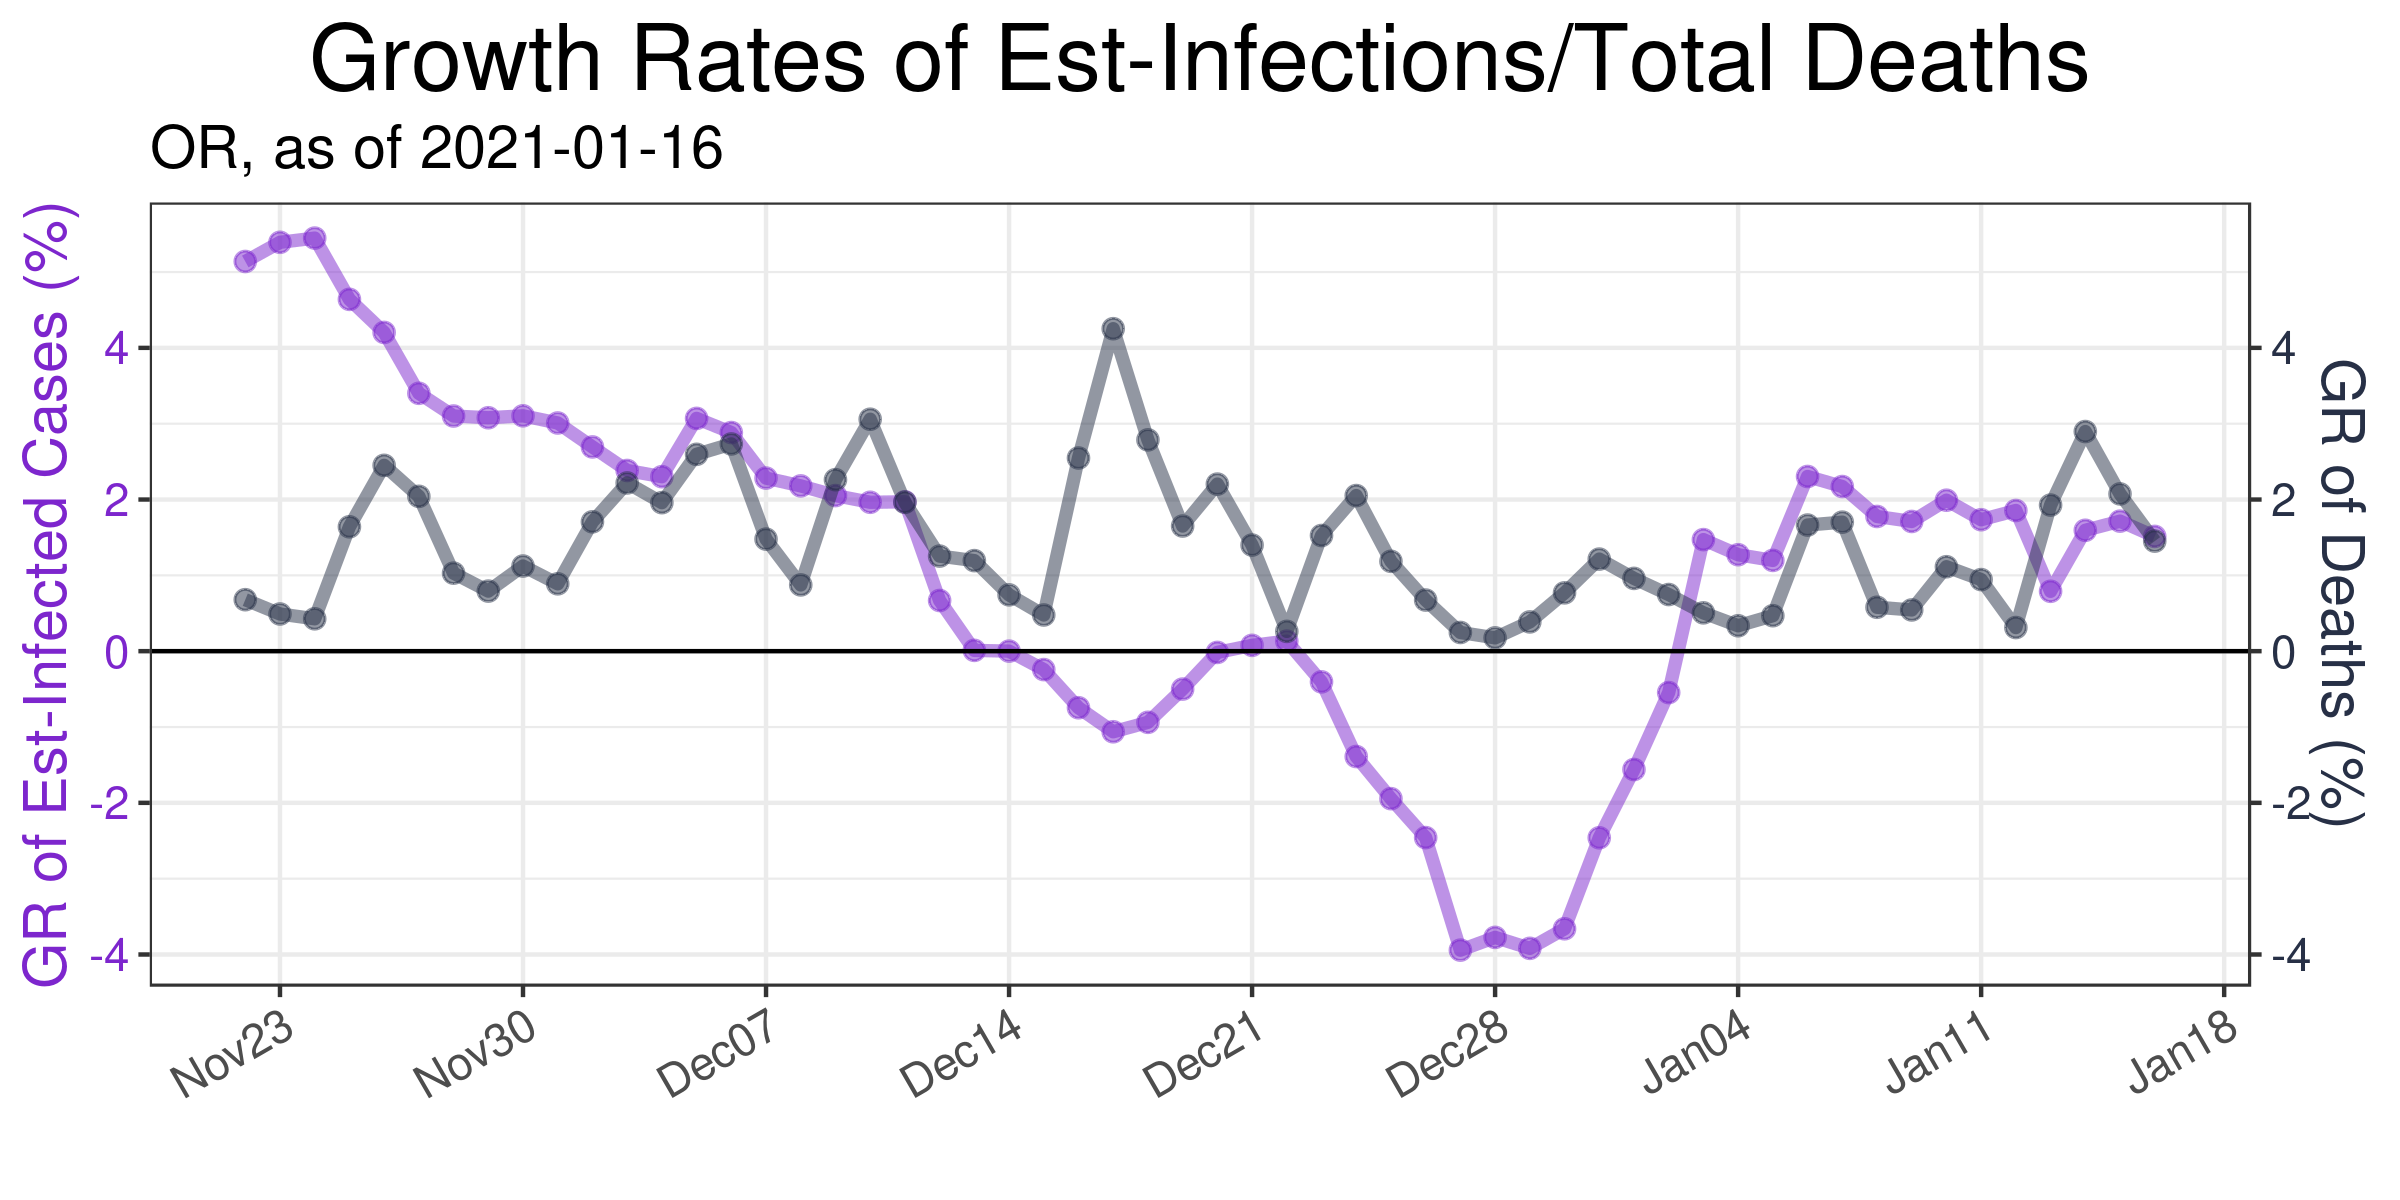 Growth Rates of Est-Infections/Total Deaths
OR, as of 2021-01-16
GR of Est-Infected Cases (%)
4
2
0
-2
-4
4
2
0
-2
-4
GR of Deaths (%)
Nov23
Nov30
Dec07
Dec14
Dec21
Dec28
Jan04
Jan11
Jan18